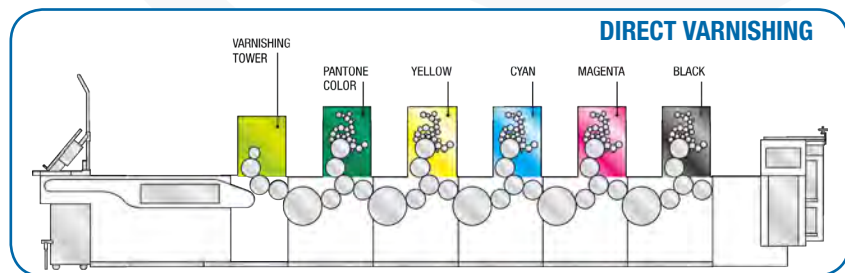 DIRECT VARNISHING
VARNISHING
TOWER
PANTONE
COLOR
YELLOW
CYAN
MAGENTA
BLACK